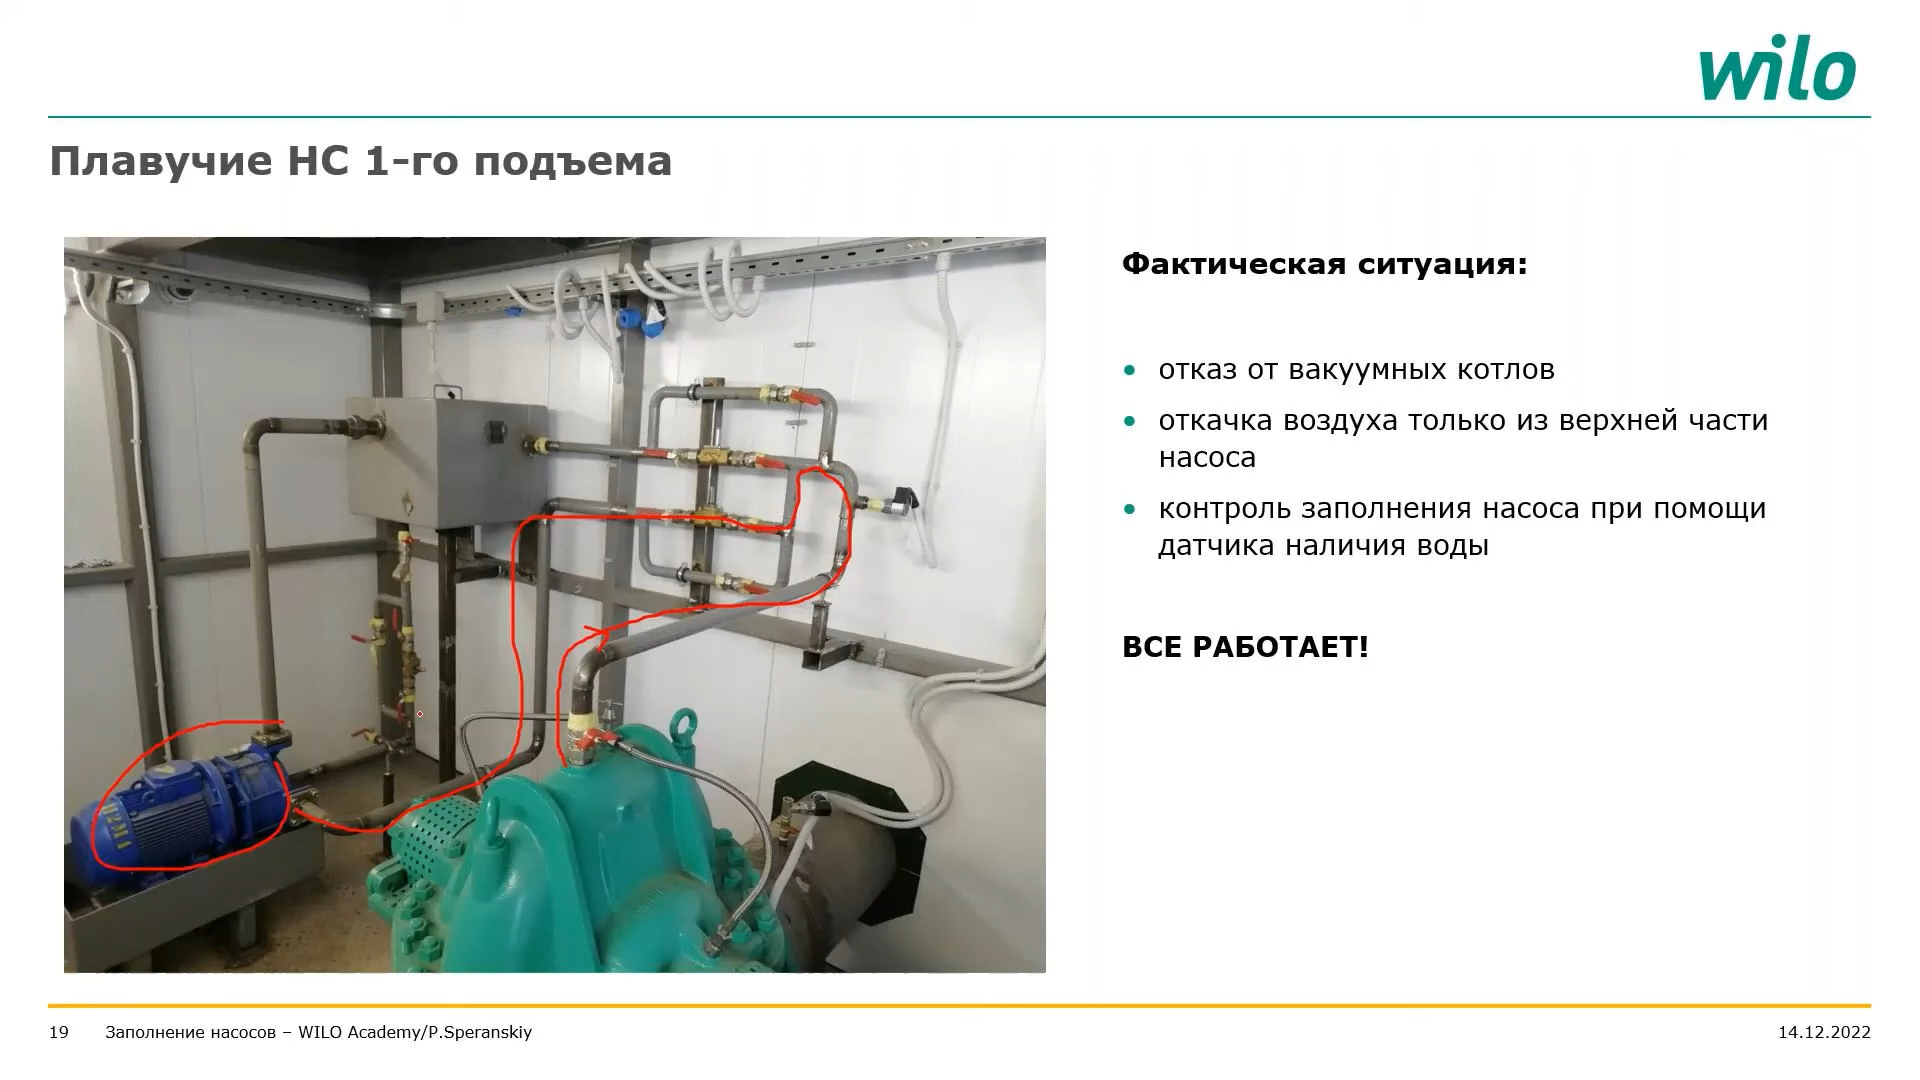 wilo
Плавучие НС 1-го подъема
Фактическая ситуация:
• отказ от вакуумных котлов
• откачка воздуха только из верхней части
насоса
• контроль заполнения насоса при помощи
датчика наличия воды
ВСЕ РАБОТАЕТ!
19 Заполнение насосов – WILO Academy/P.Speranskiy 14.12.2022